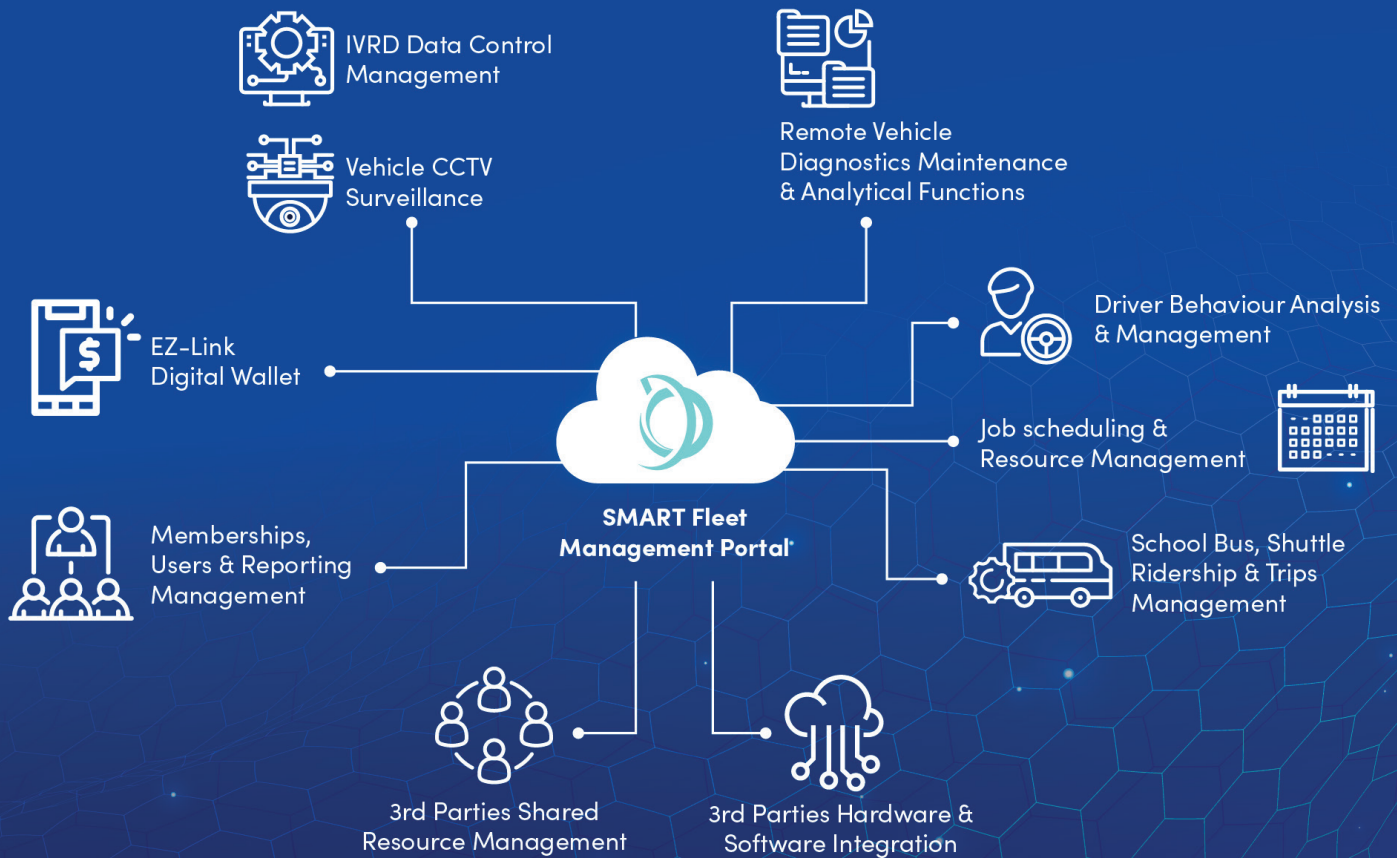 IVRD Data Control
Management
Vehicle CCTV
Surveillance
Remote Vehicle
Diagnostics Maintenance
& Analytical Functions
EZ-Link
Digital Wallet
$
Driver Behaviour Analysis
& Management
Job scheduling &
Resource Management
SMART Fleet
Management Portal
Memberships,
Users & Reporting
Management
School Bus, Shuttle
Ridership & Trips
Management
3rd Parties Shared
Resource Management
3rd Parties Hardware &
Software Integration